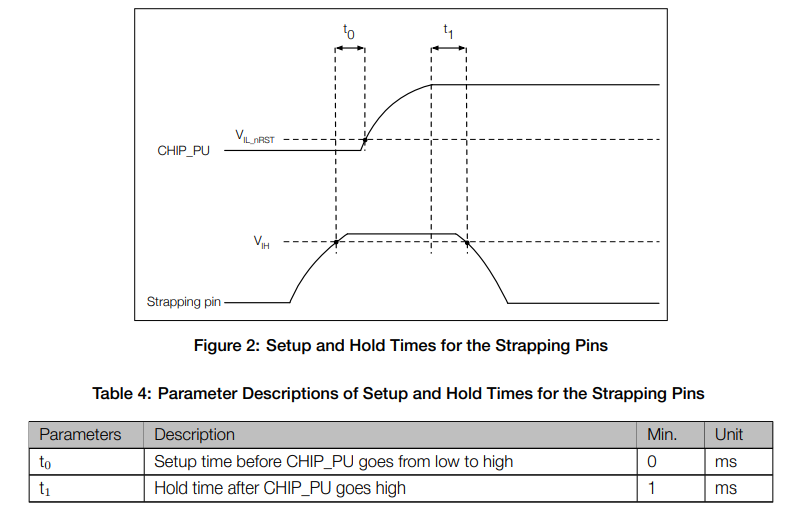 t0 t1
VIL_nRST
CHIP_PU
VIH
Strapping pin
Figure 2: Setup and Hold Times for the Strapping Pins
Table 4: Parameter Descriptions of Setup and Hold Times for the Strapping Pins
Parameters Description Min. Unit
t0 Setup time before CHIP_PU goes from low to high 0 ms
t1 Hold time after CHIP_PU goes high 1 ms